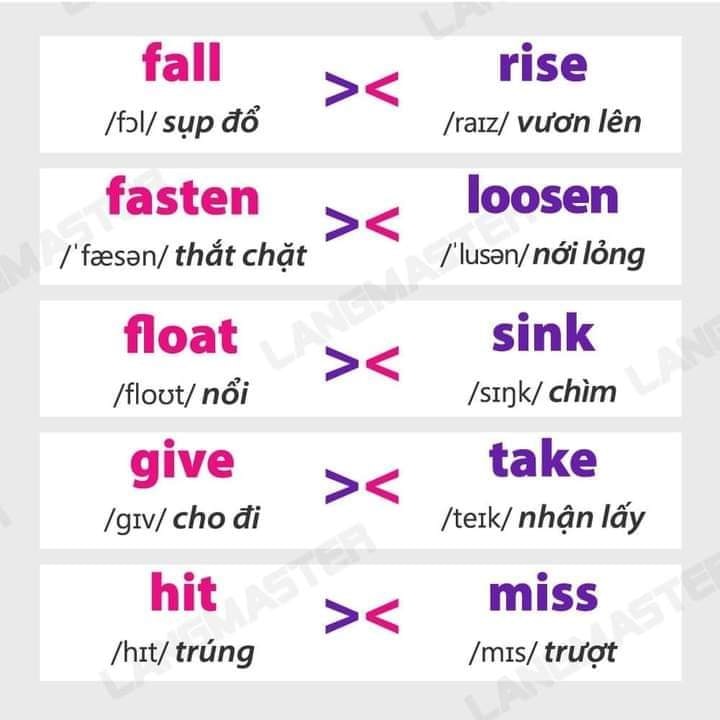 fall >< rise
/fɔl/ sụp đổ /raɪz/ vươn lên
fasten >< loosen
/ˈfæsən/ thắt chặt /ˈlusən/ nới lỏng
float >< sink
/floʊt/ nổi /sɪŋk/ chìm
give >< take
/gɪv/ cho đi /teɪk/ nhận lấy
hit >< miss
/hɪt/ trúng /mɪs/ trượt
LANGMASTER